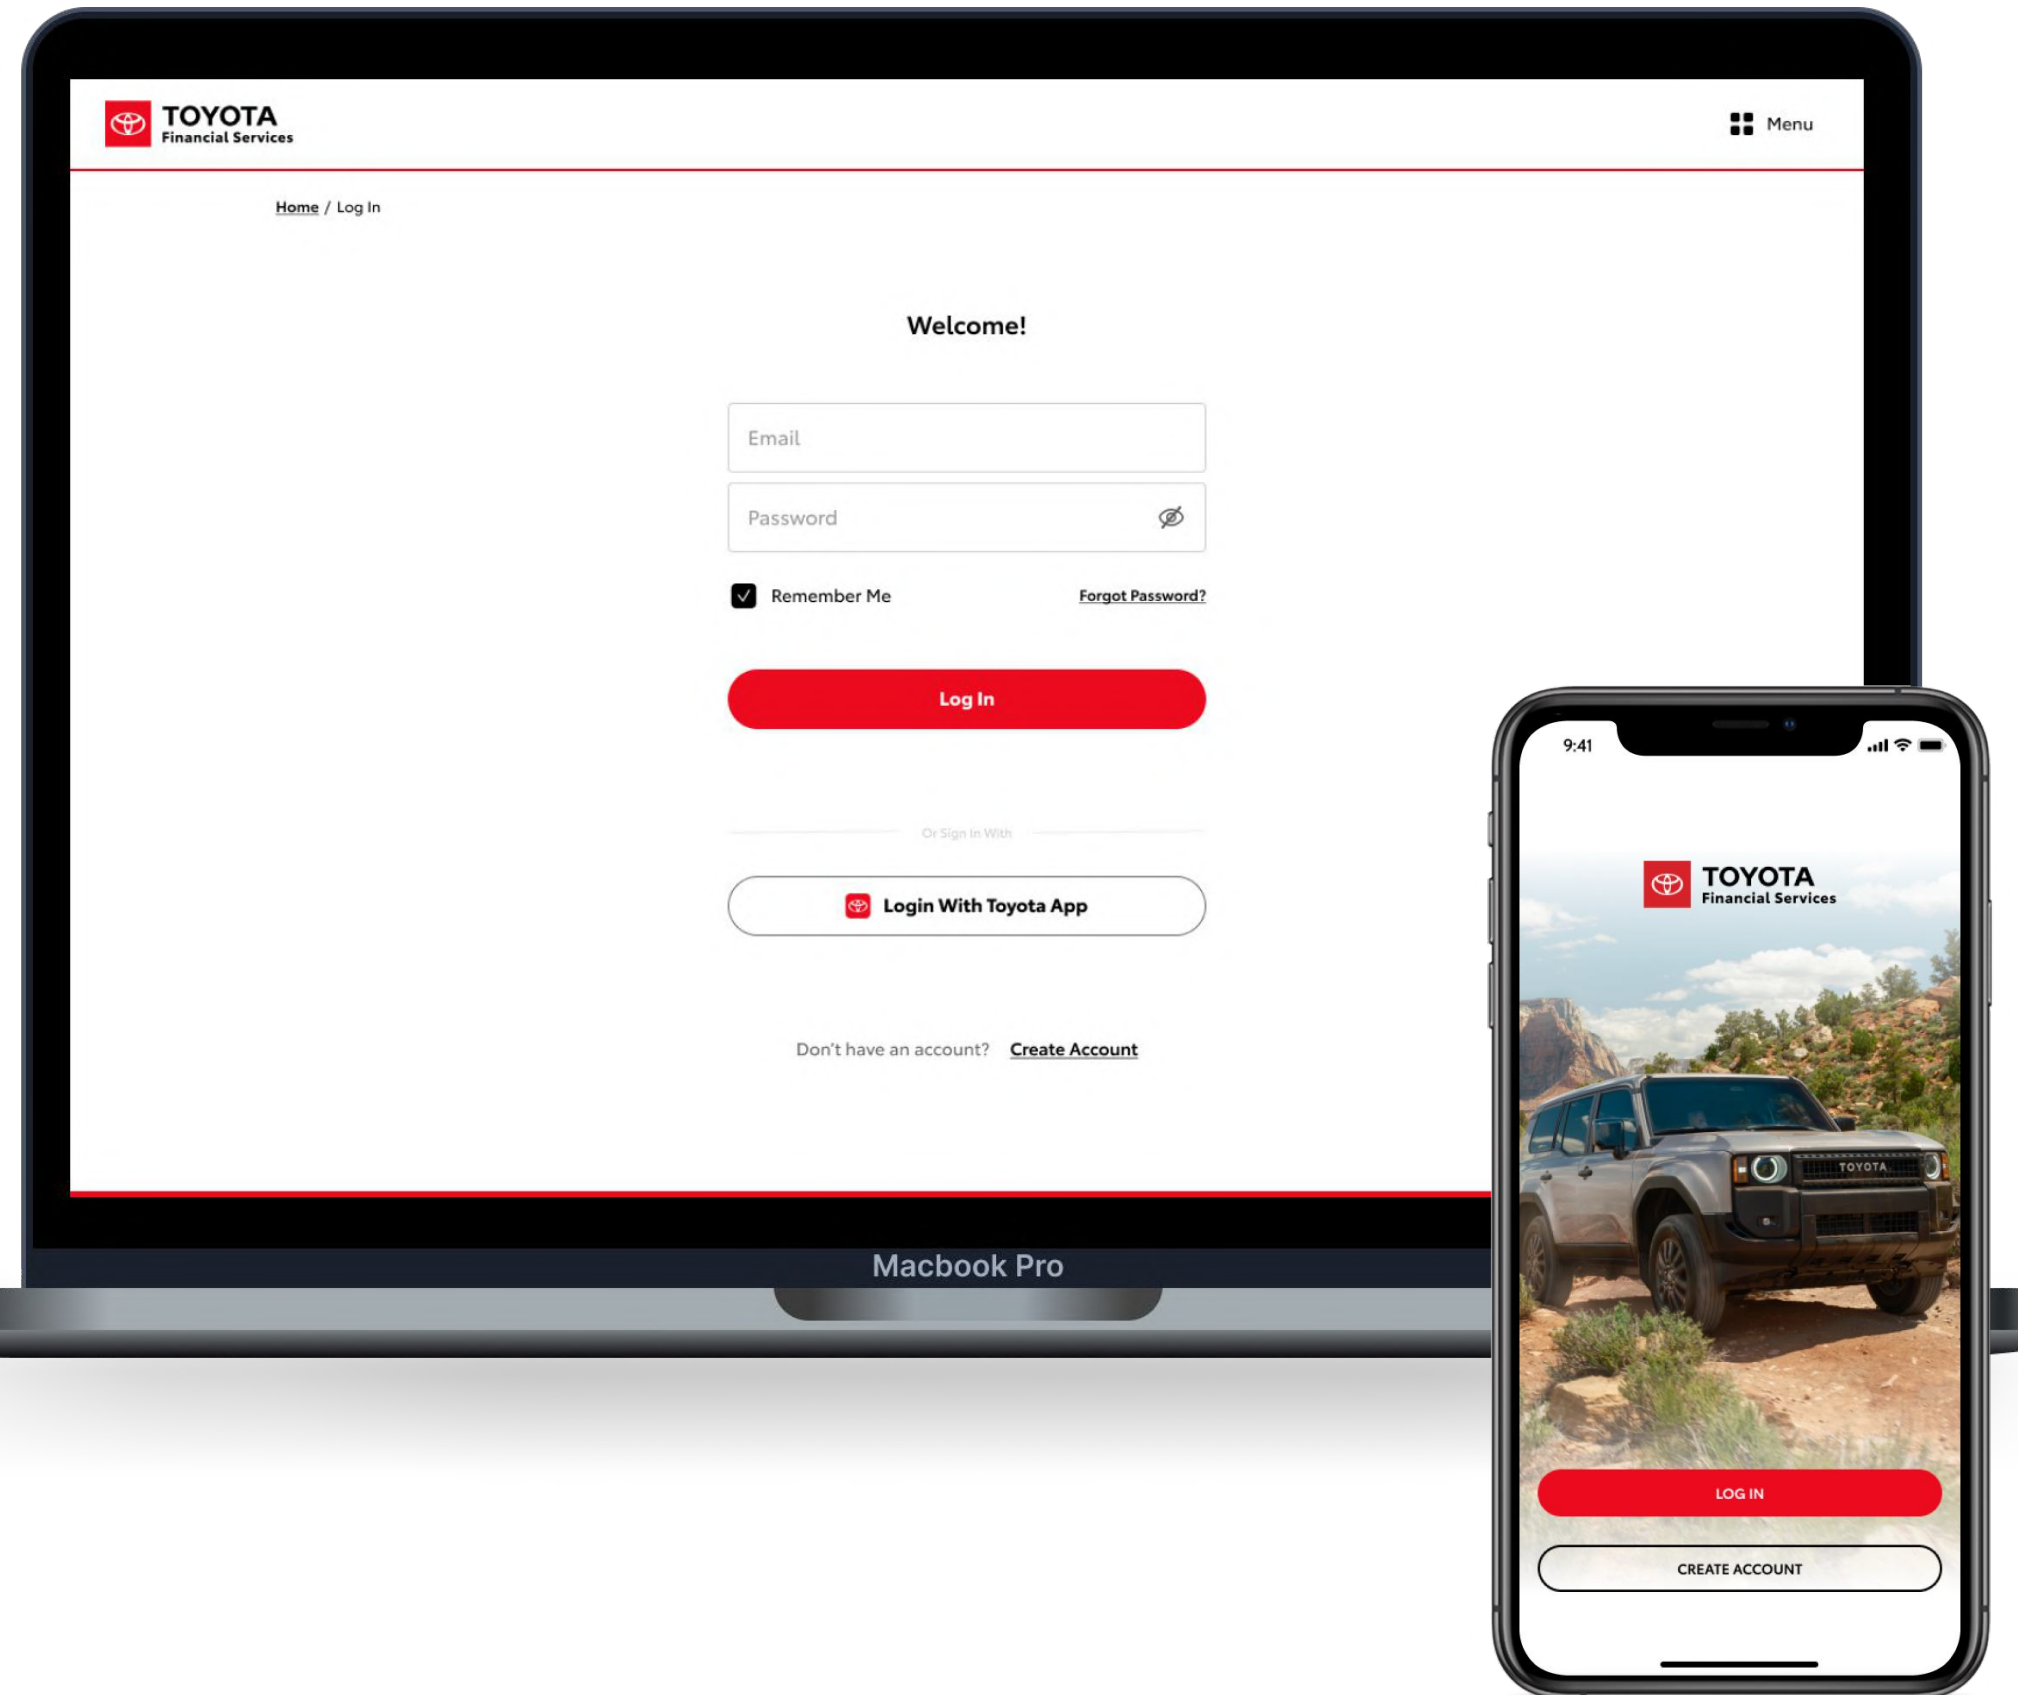 TOYOTA
Financial Services
Menu
Home / Log In
Welcome!
Email
Password
Remember Me
Forgot Password?
Log In
Or Sign In With
Login With Toyota App
Don't have an account? Create Account
Macbook Pro
9:41
TOYOTA
Financial Services
TOYOTA
LOG IN
CREATE ACCOUNT